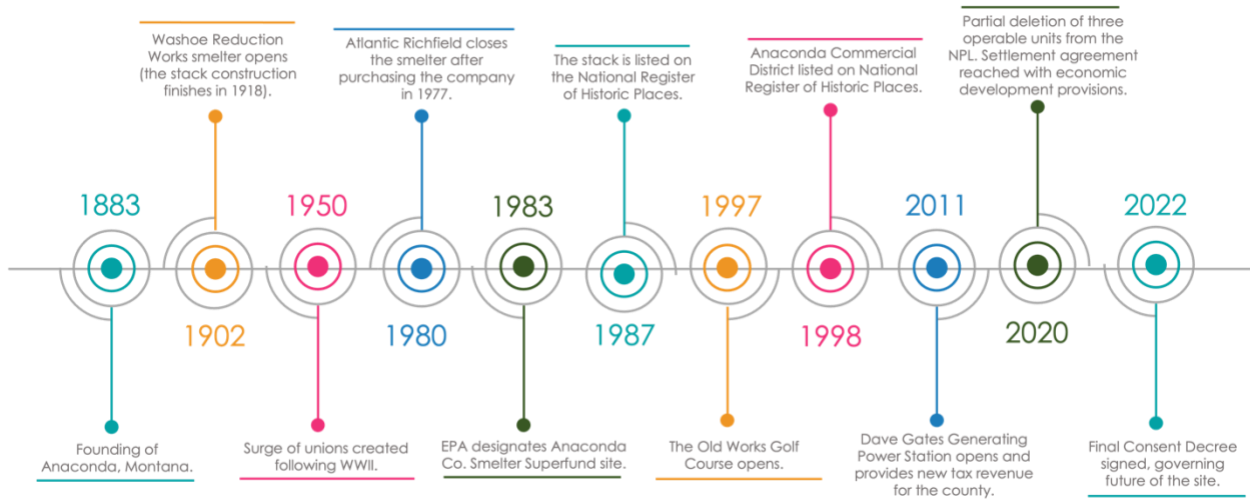 Washoe Reduction
Works smelter opens
(the stack construction
finishes in 1918).
Atlantic Richfield closes
the smelter after
purchasing the company
in 1977.
The stack is listed on
the National Register
of Historic Places.
Anaconda Commercial
District listed on National
Register of Historic Places.
Partial deletion of three
operable units from the
NPL. Settlement agreement
reached with economic
development provisions.
1883
1902
1950
1980
1983
1987
1997
1998
2011
2020
2022
Founding of
Anaconda, Montana.
Surge of unions created
following WWII.
EPA designates Anaconda
Co. Smelter Superfund site.
The Old Works Golf
Course opens.
Dave Gates Generating
Power Station opens and
provides new tax revenue
for the county.
Final Consent Decree
signed, governing
future of the site.